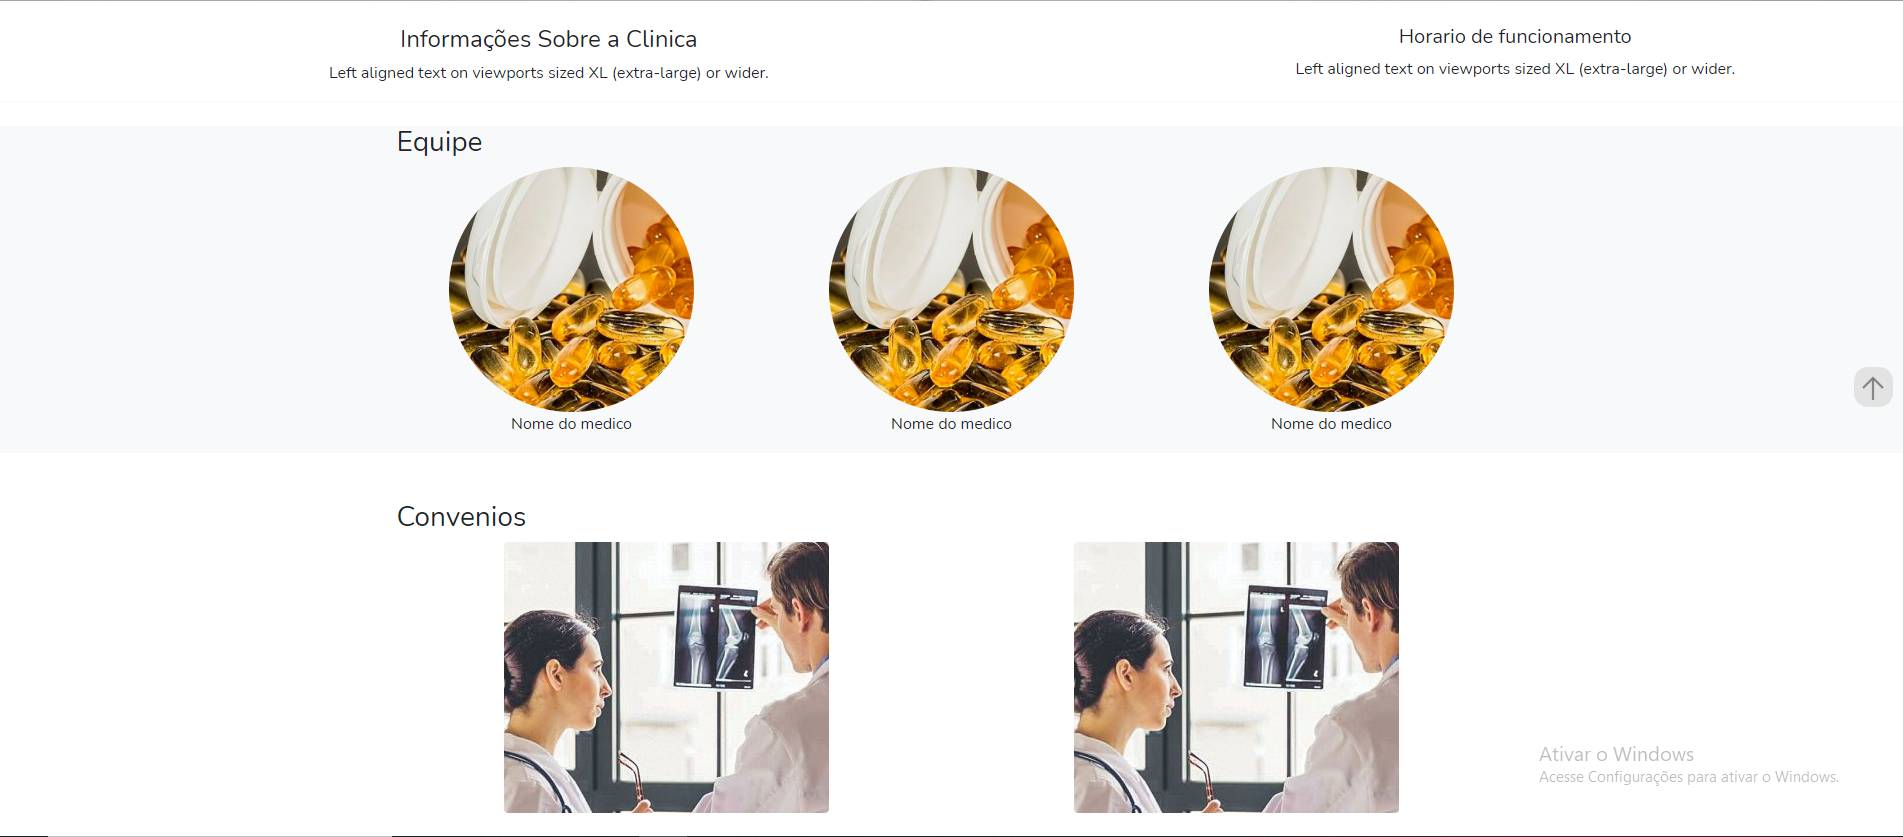 Informações Sobre a Clinica
Left aligned text on viewports sized XL (extra-large) or wider.
Horario de funcionamento
Left aligned text on viewports sized XL (extra-large) or wider.
Equipe
Nome do medico
Nome do medico
Nome do medico
Convenios
Ativar o Windows
Acesse Configurações para ativar o Windows.